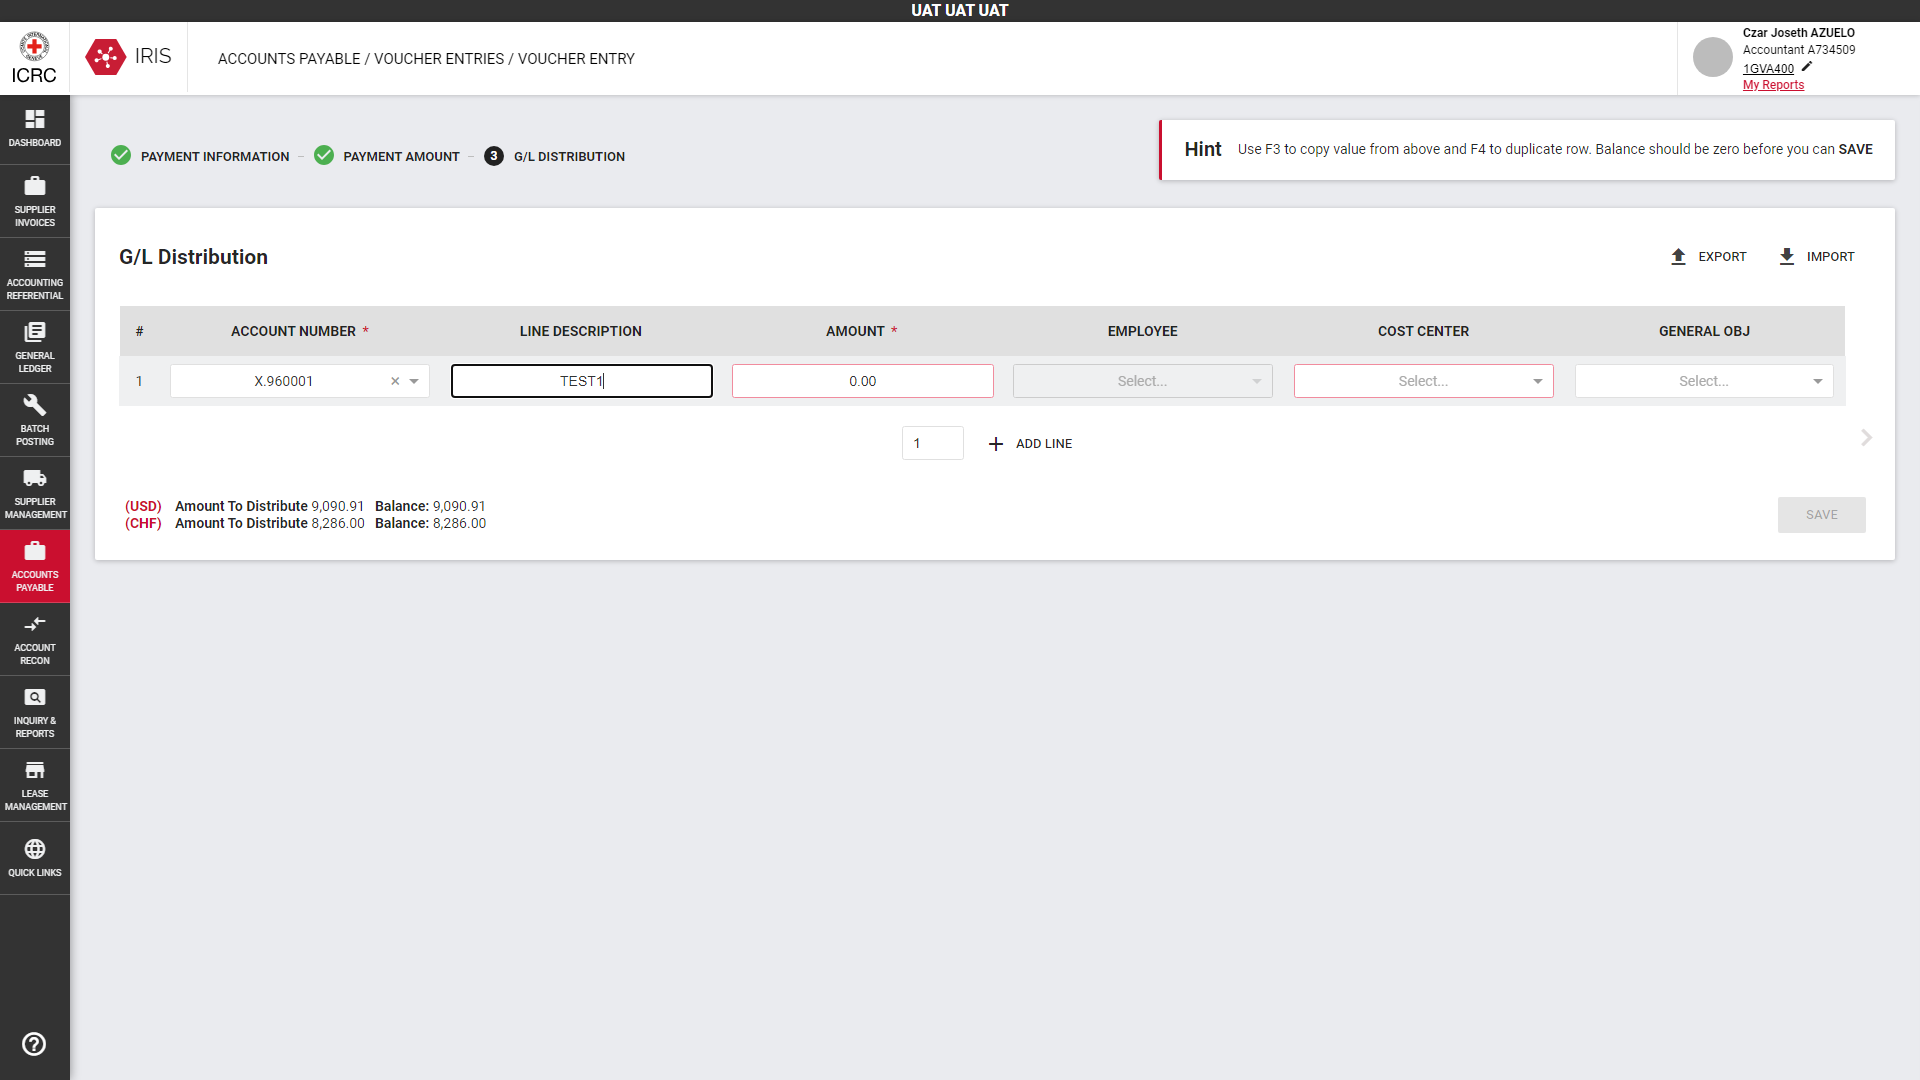 UAT UAT UAT
ICRC
IRIS
ACCOUNTS PAYABLE / VOUCHER ENTRIES / VOUCHER ENTRY
Czar Joseth AZUELO
Accountant A734509
1GVA400
My Reports
DASHBOARD
SUPPLIER
INVOICES
ACCOUNTING
REFERENTIAL
GENERAL
LEDGER
BATCH
POSTING
SUPPLIER
MANAGEMENT
ACCOUNTS
PAYABLE
ACCOUNT
RECON
INQUIRY &
REPORTS
LEASE
MANAGEMENT
QUICK LINKS
PAYMENT INFORMATION
PAYMENT AMOUNT
3 G/L DISTRIBUTION
Hint Use F3 to copy value from above and F4 to duplicate row. Balance should be zero before you can SAVE
G/L Distribution
EXPORT
IMPORT
# ACCOUNT NUMBER * LINE DESCRIPTION AMOUNT * EMPLOYEE COST CENTER GENERAL OBJ
1 X.960001 TEST1 0.00 Select... Select... Select...
1 ADD LINE
(USD) Amount To Distribute 9,090.91 Balance: 9,090.91
(CHF) Amount To Distribute 8,286.00 Balance: 8,286.00
SAVE